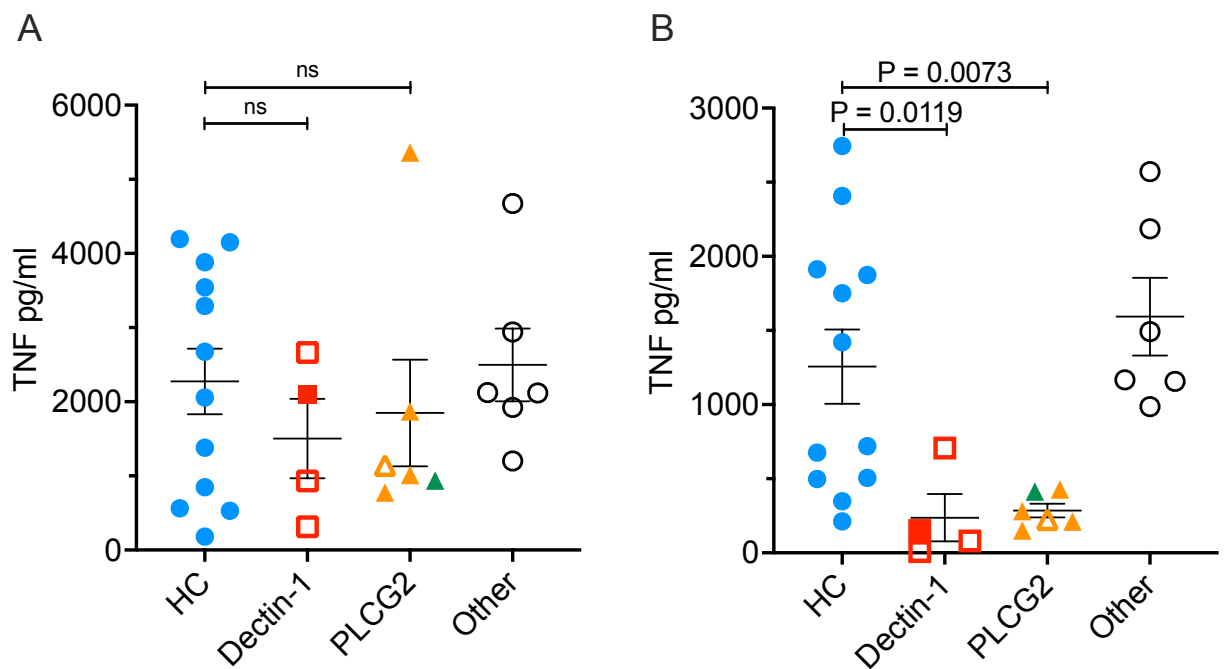 A
ns
ns
6000
4000
2000
0
TNF pg/ml
HC
Dectin-1
PLCG2
Other
B
P = 0.0073
P = 0.0119
3000
2000
1000
0
TNF pg/ml
HC
Dectin-1
PLCG2
Other